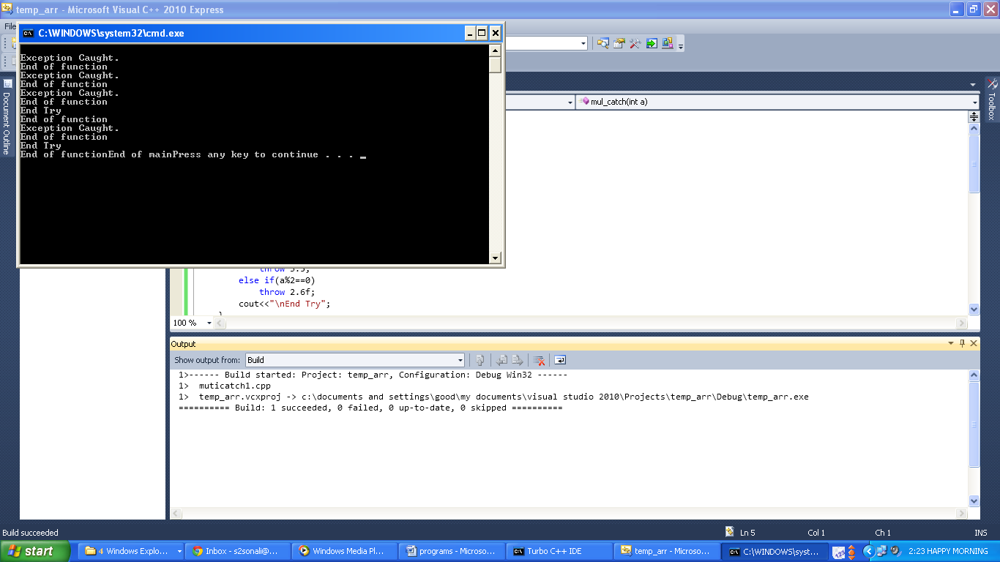 temp_arr - Microsoft Visual C++ 2010 Express
File
C:\WINDOWS\system32\cmd.exe
Exception Caught.
End of function
Exception Caught.
End of function
Exception Caught.
End of function
End Try
End of function
Exception Caught.
End of function
End Try
End of functionEnd of mainPress any key to continue . . . _
Document Outline
mul_catch(int a)
Toolbox
else if(a%2==0)
throw 2.6f;
cout<<"\nEnd Try";
100 %
Output
Show output from: Build
1>------ Build started: Project: temp_arr, Configuration: Debug Win32 ------
1> muticatch1.cpp
1> temp_arr.vcxproj -> c:\documents and settings\good\my documents\visual studio 2010\Projects\temp_arr\Debug\temp_arr.exe
========== Build: 1 succeeded, 0 failed, 0 up-to-date, 0 skipped ==========
Build succeeded
Ln 5 Col 1 Ch 1 INS
start 4 Windows Explo... Inbox - s2sonali@... Windows Media Pl... programs - Microso... Turbo C++ IDE temp_arr - Microso... C:\WINDOWS\syst... 2:23 HAPPY MORNING